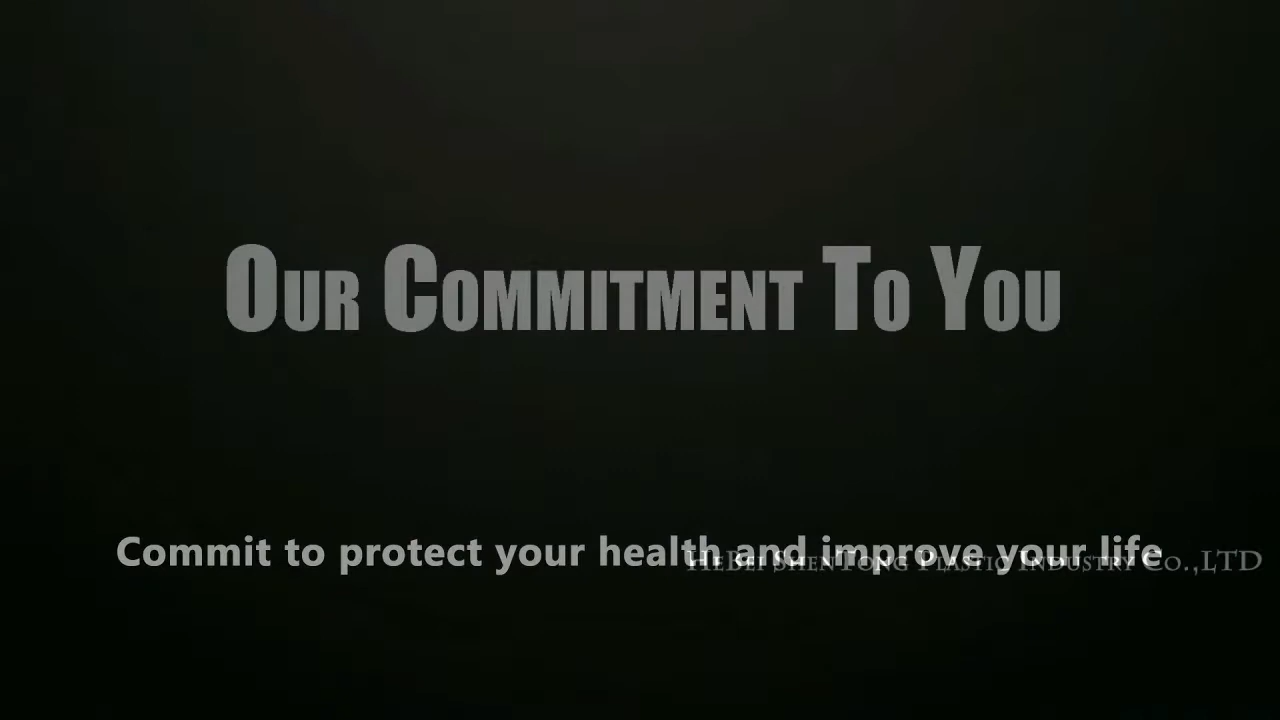 OUR COMMITMENT TO YOU
Commit to protect your health and improve your life
HEBEI SHENTONG PLASTIC INDUSTRY CO.,LTD